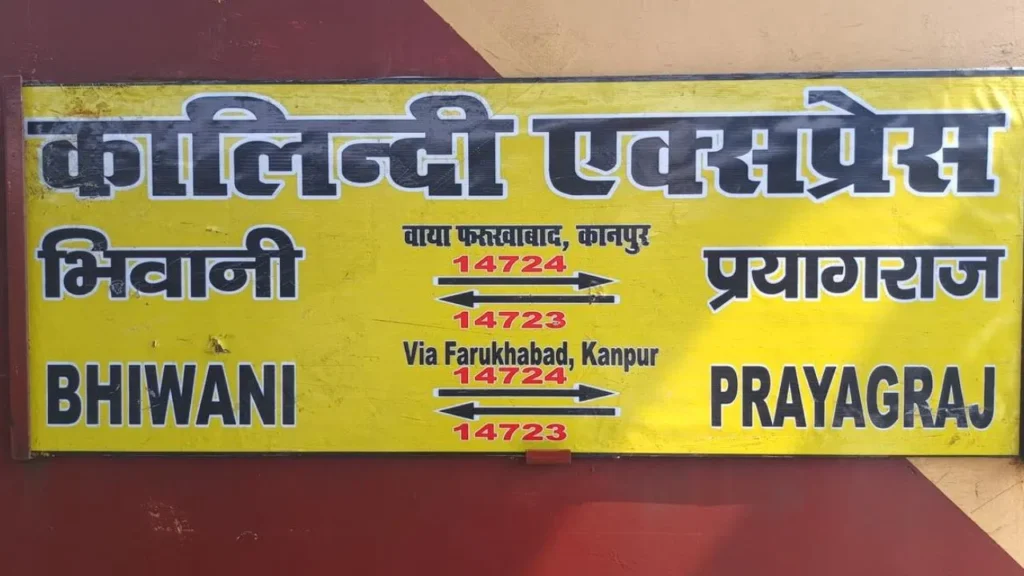 कालिन्दी एक्सप्रेस
भिवानी
वाया फरूखाबाद, कानपुर
14724
14723
प्रयागराज
BHIWANI
Via Farukhabad, Kanpur
14724
14723
PRAYAGRAJ